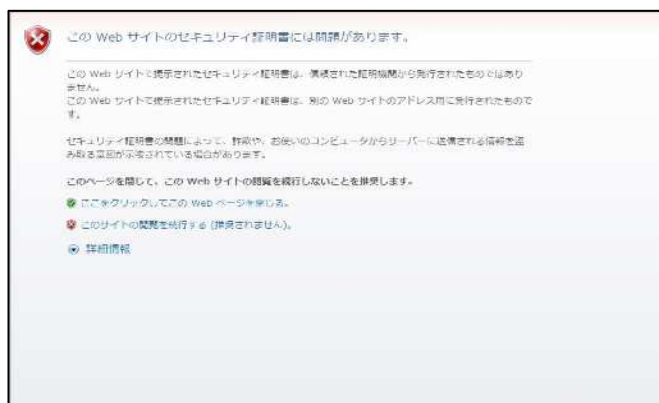 この Web サイトのセキュリティ証明書には問題があります。
この Web サイトで提示されたセキュリティ証明書は、信頼された証明機関から発行されたものではあり
ません。
この Web サイトで提示されたセキュリティ証明書は、別の Web サイトのアドレス用に発行されたもので
す。
セキュリティ証明書の問題によって、詐欺や、お使いのコンピュータからサーバーに送信される情報を盗
み取る意図が示唆されている場合があります。
このページを閉じて、この Web サイトの閲覧を続行しないことを推奨します。
ここをクリックしてこの Web ページを閉じる。
このサイトの閲覧を続行する (推奨されません)。
詳細情報